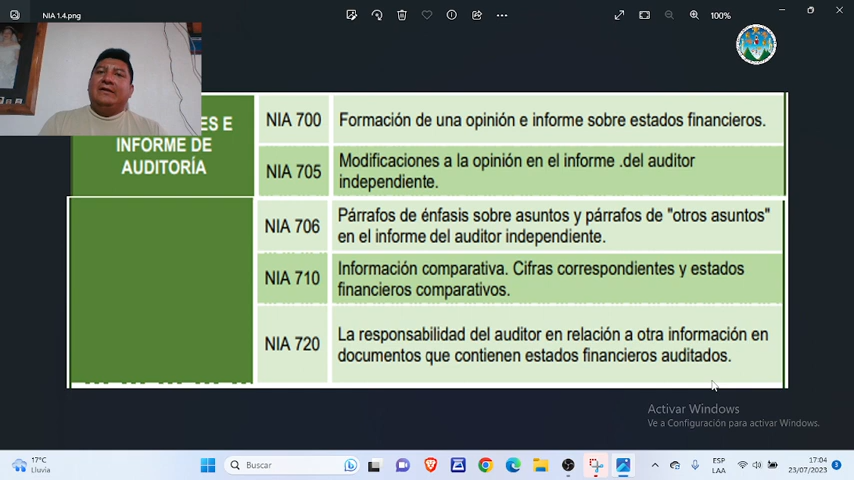 NIA 1.4.png
100%
ES E
INFORME DE
AUDITORÍA
NIA 700
Formación de una opinión e informe sobre estados financieros.
NIA 705
Modificaciones a la opinión en el informe .del auditor
independiente.
NIA 706
Párrafos de énfasis sobre asuntos y párrafos de "otros asuntos"
en el informe del auditor independiente.
NIA 710
Información comparativa. Cifras correspondientes y estados
financieros comparativos.
NIA 720
La responsabilidad del auditor en relación a otra información en
documentos que contienen estados financieros auditados.
Activar Windows
Ve a Configuración para activar Windows.
17°C
Lluvia
Buscar
ESP
LAA
17:04
23/07/2023
3